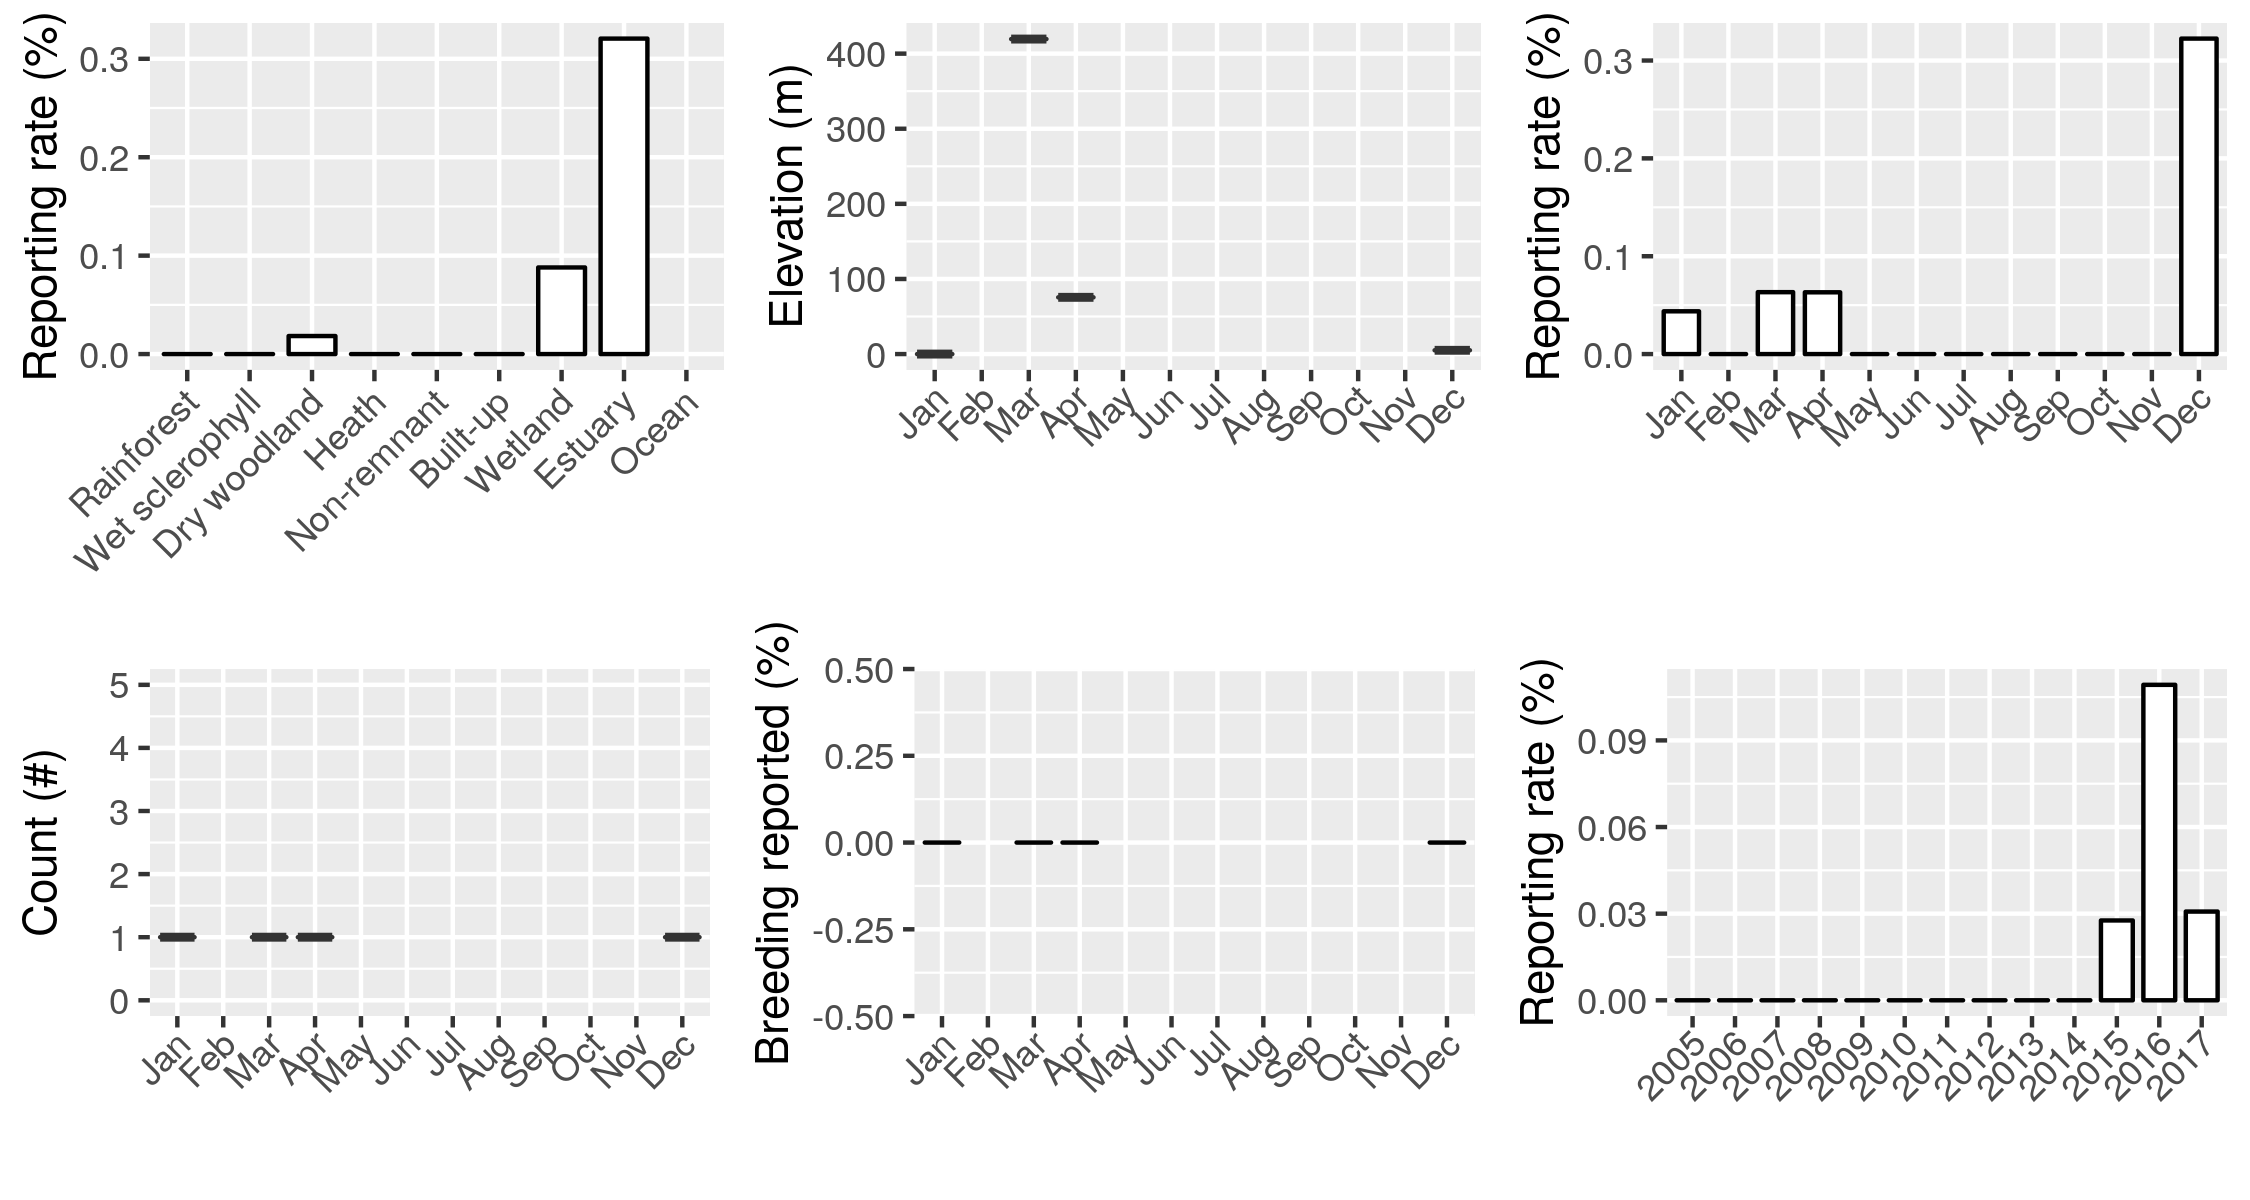 Reporting rate (%)
0.3
0.2
0.1
0.0
Rainforest
Wet sclerophyll
Dry woodland
Heath
Non-remnant
Built-up
Wetland
Estuary
Ocean
Elevation (m)
400
300
200
100
0
Jan
Feb
Mar
Apr
May
Jun
Jul
Aug
Sep
Oct
Nov
Dec
Reporting rate (%)
0.3
0.2
0.1
0.0
Jan
Feb
Mar
Apr
May
Jun
Jul
Aug
Sep
Oct
Nov
Dec
Count (#)
5
4
3
2
1
0
Jan
Feb
Mar
Apr
May
Jun
Jul
Aug
Sep
Oct
Nov
Dec
Breeding reported (%)
0.50
0.25
0.00
-0.25
-0.50
Jan
Feb
Mar
Apr
May
Jun
Jul
Aug
Sep
Oct
Nov
Dec
Reporting rate (%)
0.09
0.06
0.03
0.00
2005
2006
2007
2008
2009
2010
2011
2012
2013
2014
2015
2016
2017